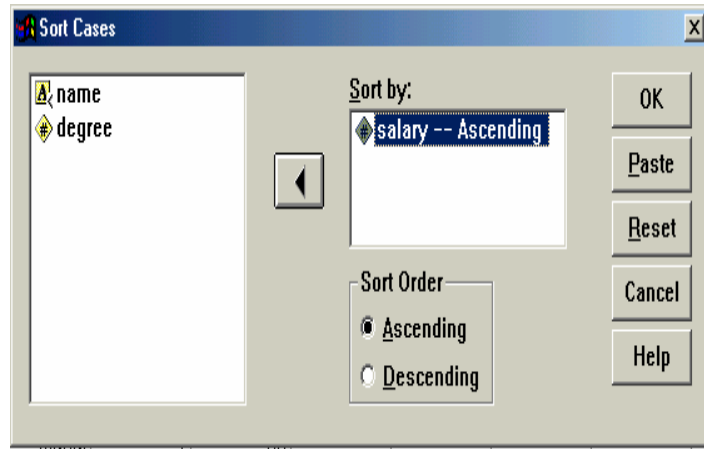 Sort Cases
name
degree
Sort by:
salary -- Ascending
Sort Order
Ascending
Descending
OK
Paste
Reset
Cancel
Help